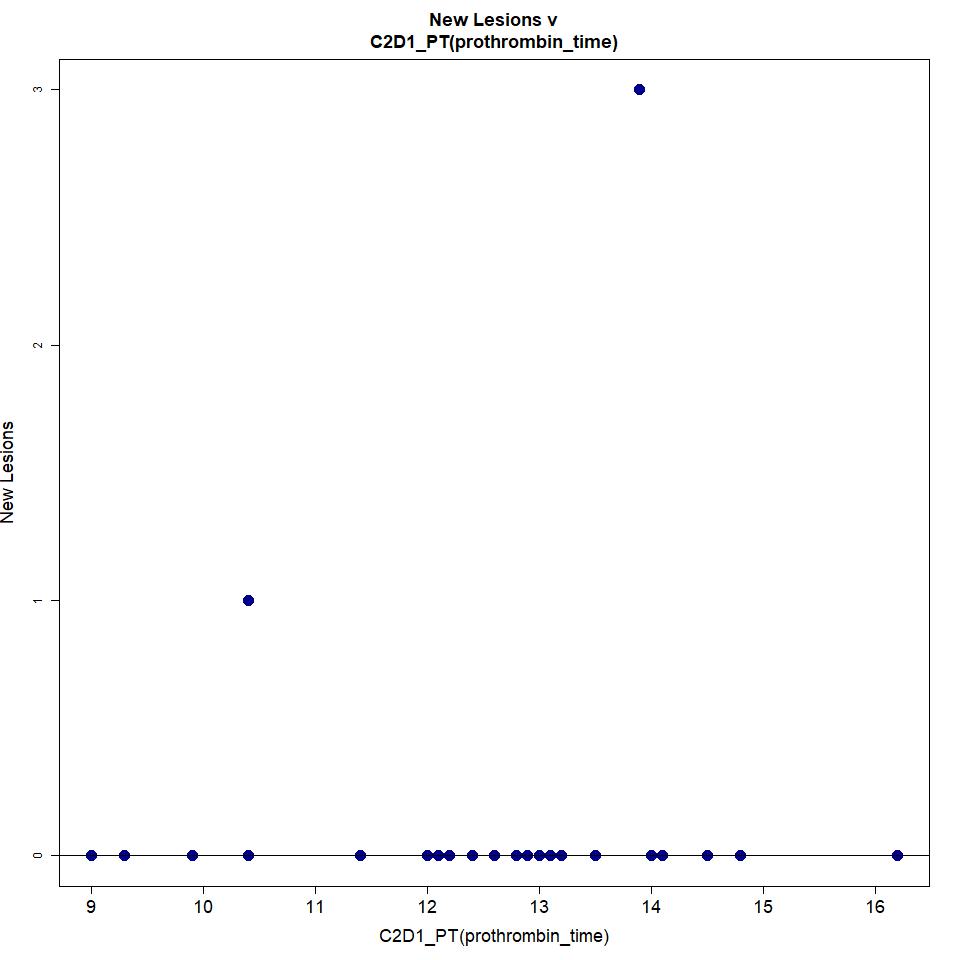 New Lesions v
C2D1_PT(prothrombin_time)
3
2
1
0
New Lesions
9 10 11 12 13 14 15 16
C2D1_PT(prothrombin_time)